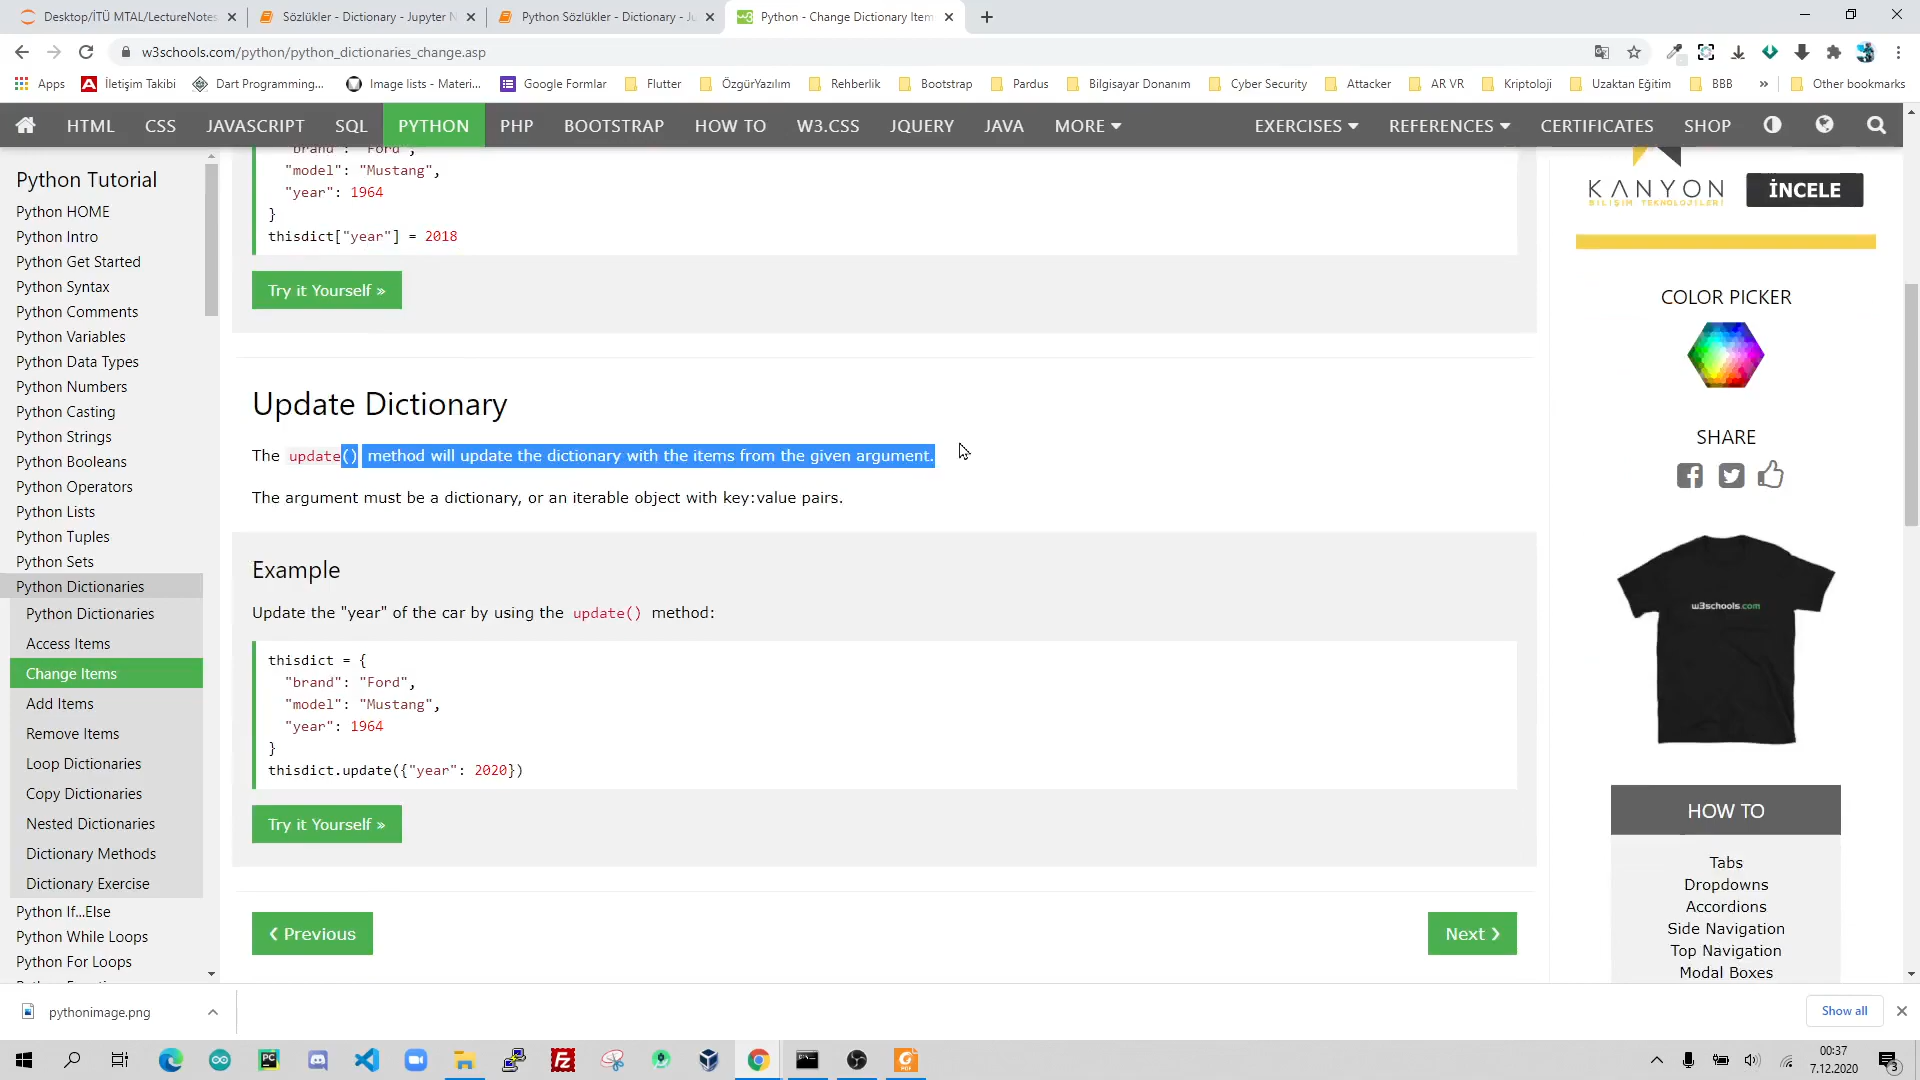 Desktop/İTÜ MTAL/LectureNotes
Sözlükler - Dictionary - Jupyter N
Python Sözlükler - Dictionary - Ju
Python - Change Dictionary Item
w3schools.com/python/python_dictionaries_change.asp
Apps
İletişim Takibi
Dart Programming...
Image lists - Materi...
Google Formlar
Flutter
ÖzgürYazılım
Rehberlik
Bootstrap
Pardus
Bilgisayar Donanım
Cyber Security
Attacker
AR VR
Kriptoloji
Uzaktan Eğitim
BBB
»
Other bookmarks
HTML
CSS
JAVASCRIPT
SQL
PYTHON
PHP
BOOTSTRAP
HOW TO
W3.CSS
JQUERY
JAVA
MORE
EXERCISES
REFERENCES
CERTIFICATES
SHOP
Python Tutorial
Python HOME
Python Intro
Python Get Started
Python Syntax
Python Comments
Python Variables
Python Data Types
Python Numbers
Python Casting
Python Strings
Python Booleans
Python Operators
Python Lists
Python Tuples
Python Sets
Python Dictionaries
Python Dictionaries
Access Items
Change Items
Add Items
Remove Items
Loop Dictionaries
Copy Dictionaries
Nested Dictionaries
Dictionary Methods
Dictionary Exercise
Python If...Else
Python While Loops
Python For Loops
"brand": "Ford",
"model": "Mustang",
"year": 1964
}
thisdict["year"] = 2018
Try it Yourself »
Update Dictionary
The update() method will update the dictionary with the items from the given argument.
The argument must be a dictionary, or an iterable object with key:value pairs.
Example
Update the "year" of the car by using the update() method:
thisdict = {
"brand": "Ford",
"model": "Mustang",
"year": 1964
}
thisdict.update({"year": 2020})
Try it Yourself »
❮ Previous
Next ❯
KANYON
BİLİŞİM TEKNOLOJİLERİ
İNCELE
COLOR PICKER
SHARE
w3schools.com
HOW TO
Tabs
Dropdowns
Accordions
Side Navigation
Top Navigation
Modal Boxes
pythonimage.png
Show all
00:37
7.12.2020
3